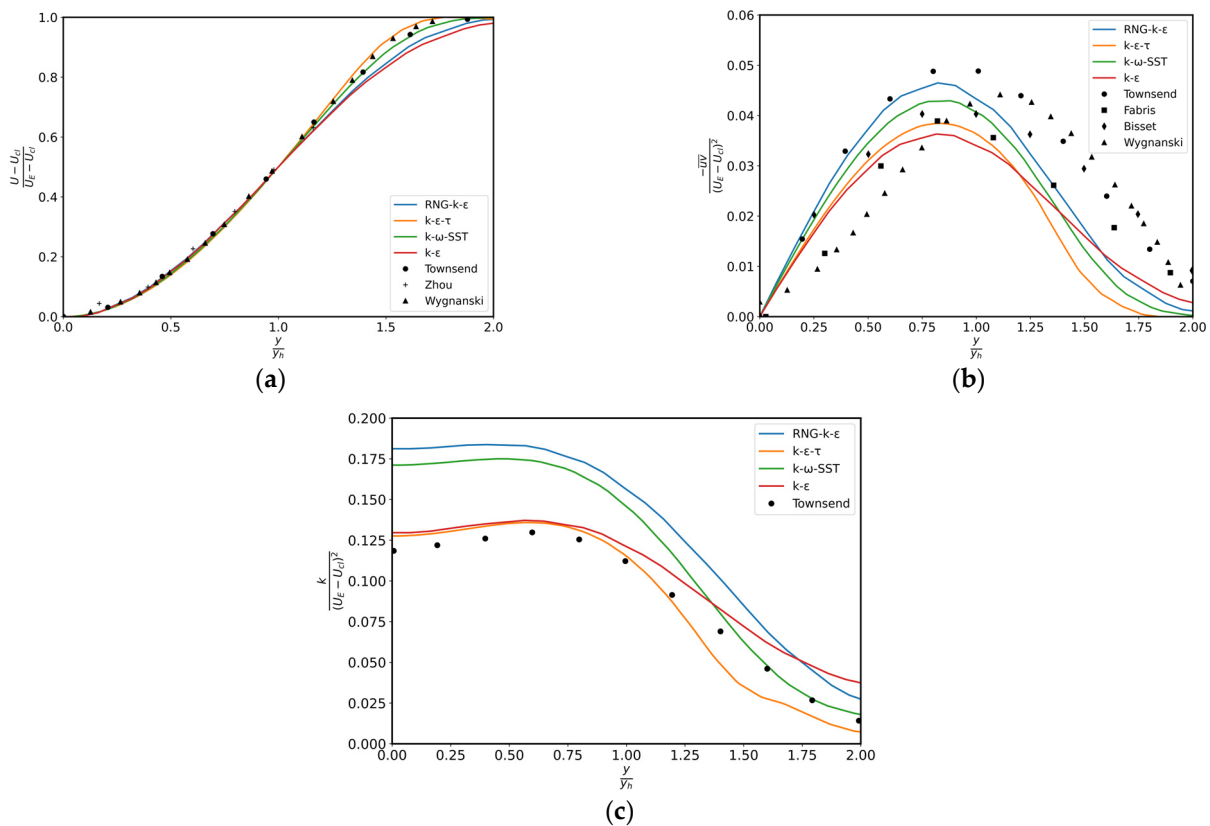 1.0
0.8
0.6
0.4
0.2
0.0
U − U_cl
U_E − U_cl
RNG-k-ε
k-ε-τ
k-ω-SST
k-ε
Townsend
Zhou
Wygnanski
0.0 0.5 1.0 1.5 2.0
y
y_h
(a)
0.06
0.05
0.04
0.03
0.02
0.01
0.00
−uv
(U_E − U_cl)²
RNG-k-ε
k-ε-τ
k-ω-SST
k-ε
Townsend
Fabris
Bisset
Wygnanski
0.00 0.25 0.50 0.75 1.00 1.25 1.50 1.75 2.00
y
y_h
(b)
0.200
0.175
0.150
0.125
0.100
0.075
0.050
0.025
0.000
k
(U_E − U_cl)²
RNG-k-ε
k-ε-τ
k-ω-SST
k-ε
Townsend
0.00 0.25 0.50 0.75 1.00 1.25 1.50 1.75 2.00
y
y_h
(c)